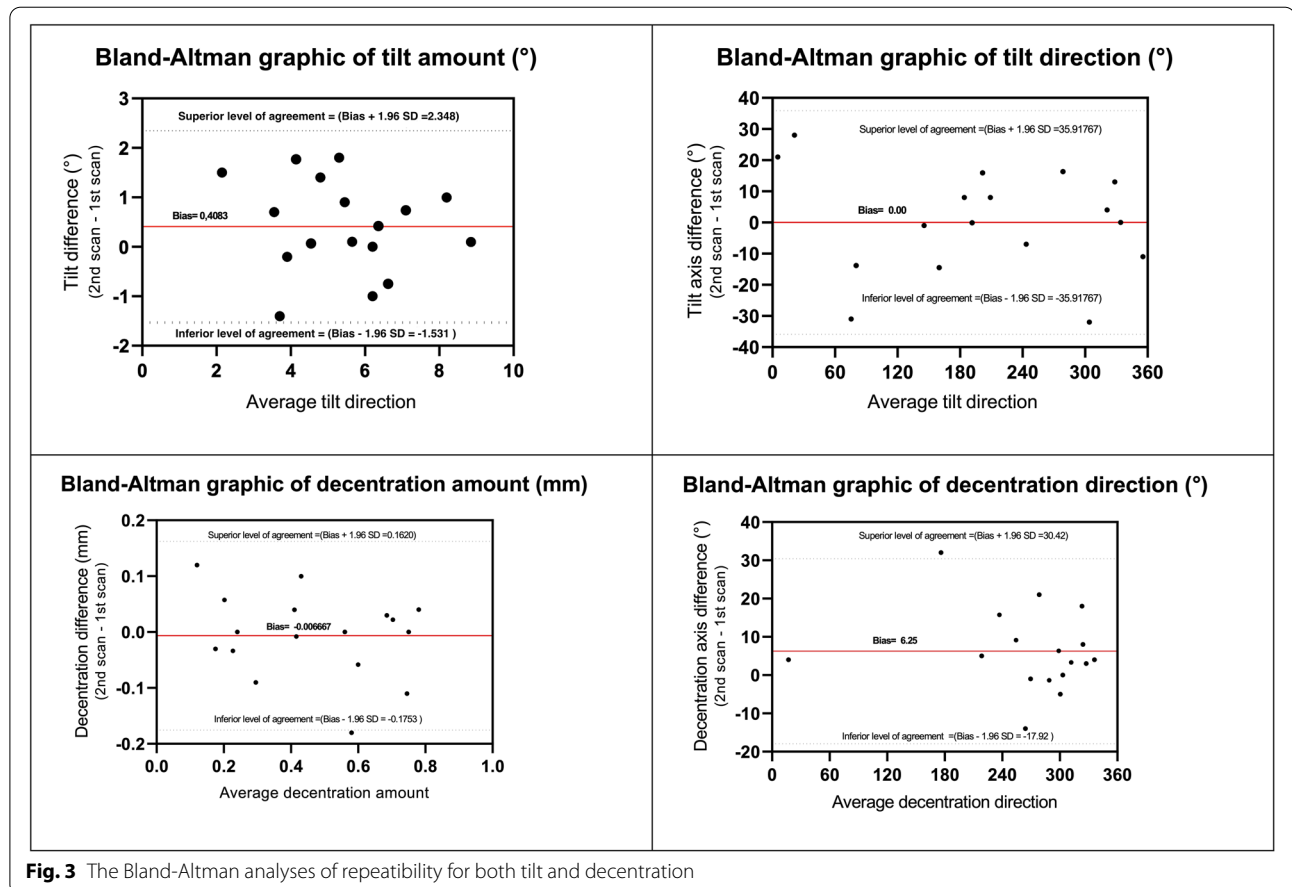 Bland-Altman graphic of tilt amount (°)
3
2
1
0
-1
-2
Tilt difference (°)
(2nd scan - 1st scan)
Superior level of agreement = (Bias + 1.96 SD =2.348)
Bias= 0,4083
Inferior level of agreement = (Bias - 1.96 SD = -1.531 )
0 2 4 6 8 10
Average tilt direction
Bland-Altman graphic of tilt direction (°)
40
30
20
10
0
-10
-20
-30
-40
Tilt axis difference (°)
(2nd scan - 1st scan)
Superior level of agreement =(Bias + 1.96 SD =35.91767)
Bias= 0.00
Inferior level of agreement =(Bias - 1.96 SD = -35.91767)
0 60 120 180 240 300 360
Average tilt direction
Bland-Altman graphic of decentration amount (mm)
0.2
0.1
0.0
-0.1
-0.2
Decentration difference (mm)
(2nd scan - 1st scan)
Superior level of agreement =(Bias + 1.96 SD =0.1620)
Bias= -0.006667
Inferior level of agreement =(Bias - 1.96 SD = -0.1753 )
0.0 0.2 0.4 0.6 0.8 1.0
Average decentration amount
Bland-Altman graphic of decentration direction (°)
40
30
20
10
0
-10
-20
Decentration axis difference (°)
(2nd scan - 1st scan)
Superior level of agreement =(Bias + 1.96 SD =30.42)
Bias= 6.25
Inferior level of agreement =(Bias - 1.96 SD = -17.92 )
0 60 120 180 240 300 360
Average decentration direction
Fig. 3 The Bland-Altman analyses of repeatibility for both tilt and decentration